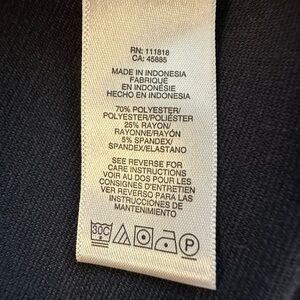 RN: 111818
CA: 45885
MADE IN INDONESIA
FABRIQUÉ
EN INDONÉSIE
HECHO EN INDONESIA
70% POLYESTER/
POLYESTER/POLIÉSTER
25% RAYON/
RAYONNE/RAYÓN
5% SPANDEX/
SPANDEX/ELASTANO
SEE REVERSE FOR
CARE INSTRUCTIONS
VOIR AU DOS POUR LES
CONSIGNES D'ENTRETIEN
VER REVERSO PARA LAS
INSTRUCCIONES DE
MANTENIMIENTO
30C P